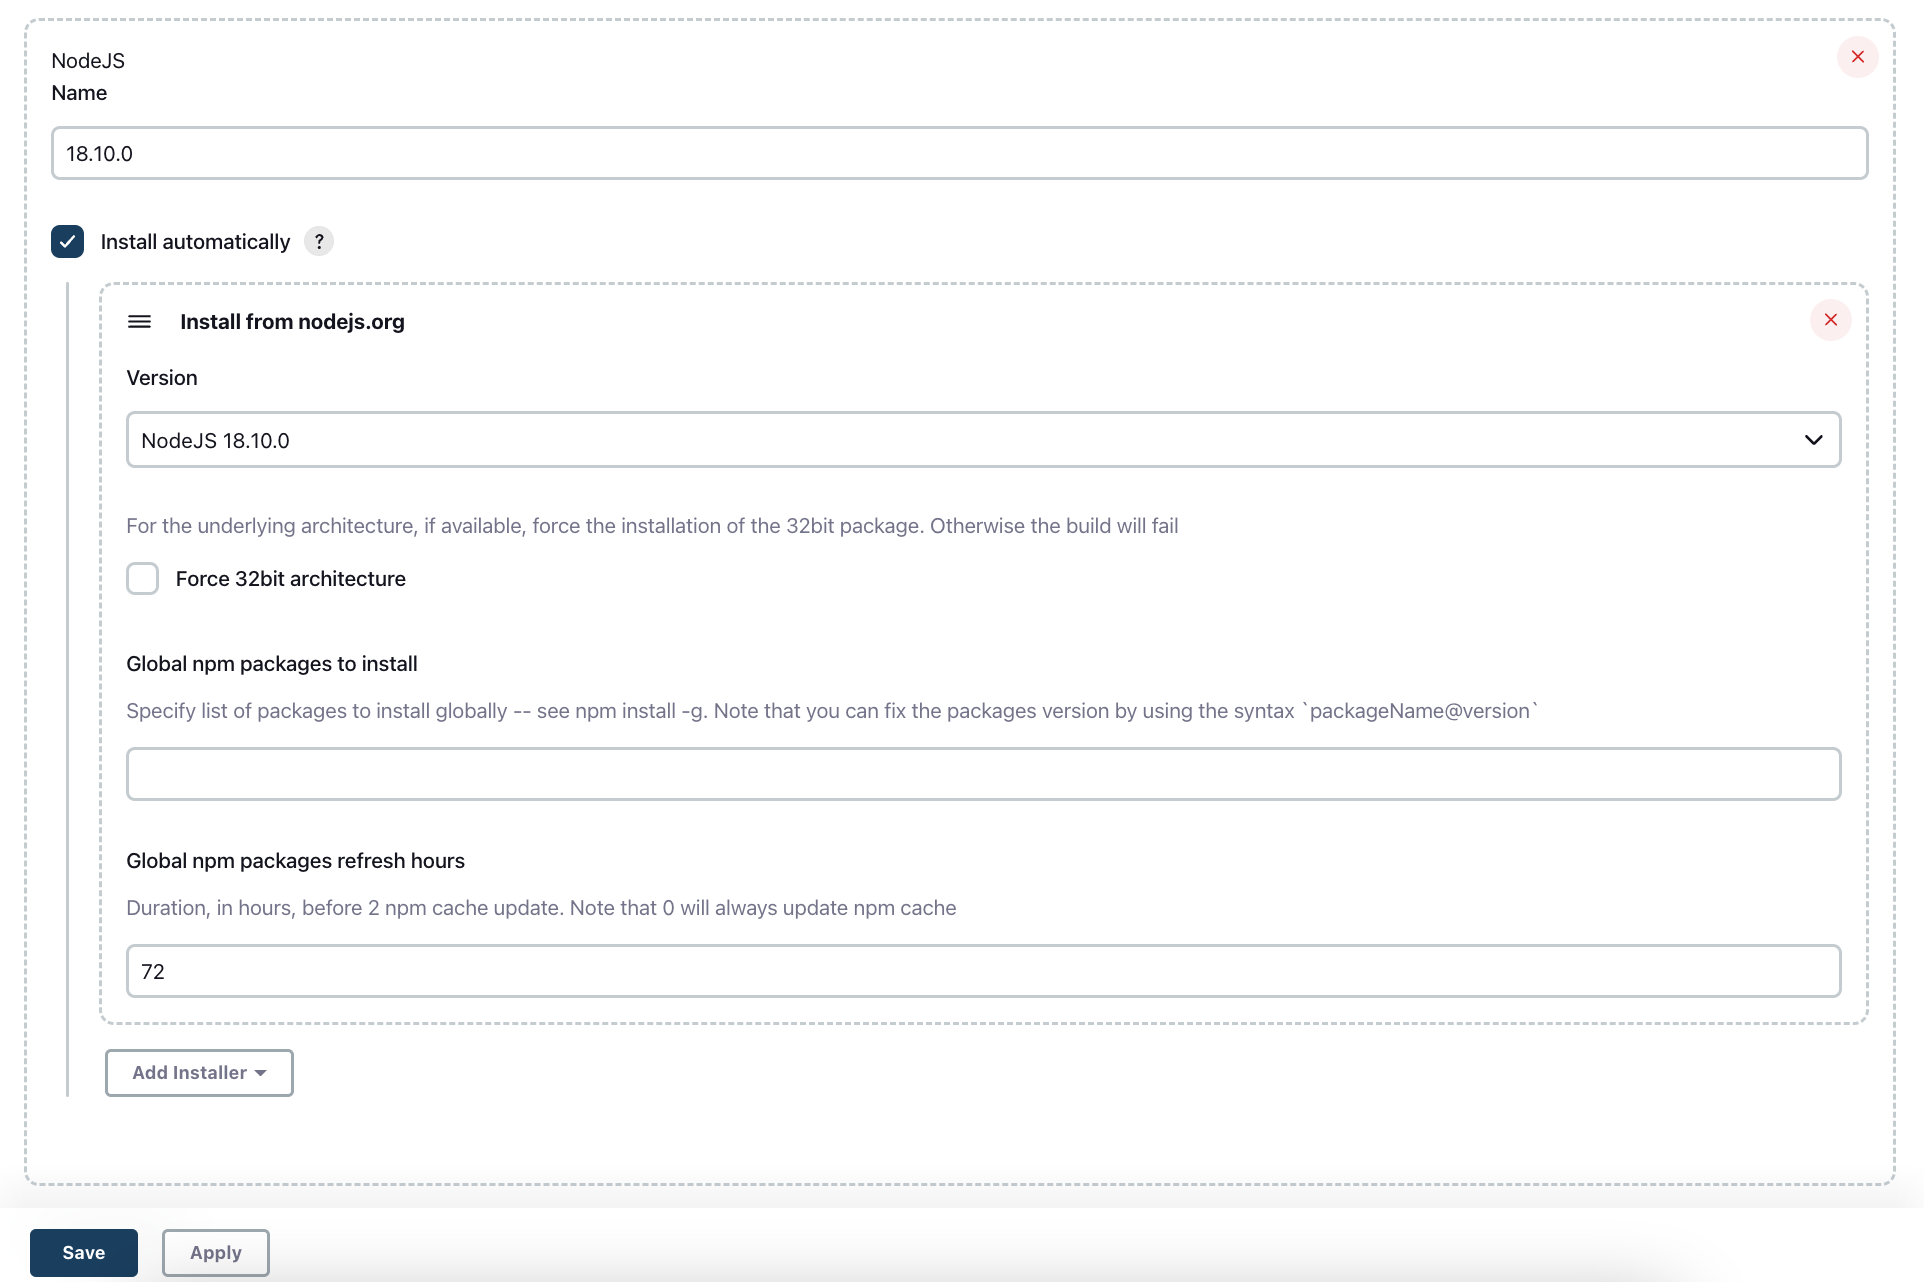 NodeJS
Name
18.10.0
Install automatically ?
Install from nodejs.org
Version
NodeJS 18.10.0
For the underlying architecture, if available, force the installation of the 32bit package. Otherwise the build will fail
Force 32bit architecture
Global npm packages to install
Specify list of packages to install globally -- see npm install -g. Note that you can fix the packages version by using the syntax `packageName@version`
Global npm packages refresh hours
Duration, in hours, before 2 npm cache update. Note that 0 will always update npm cache
72
Add Installer
Save Apply